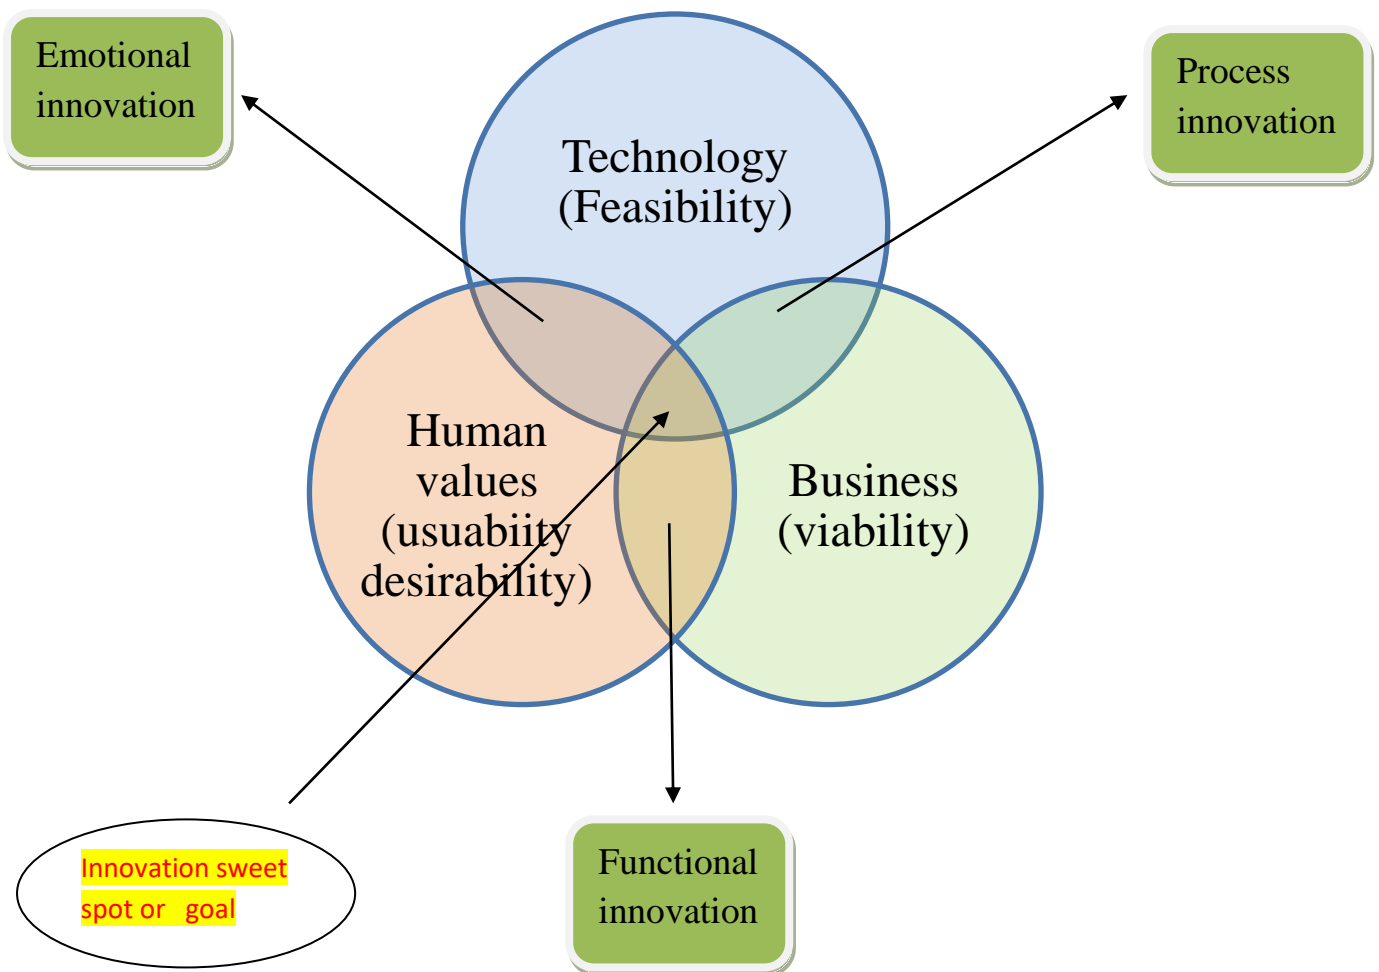 Emotional
innovation
Process
innovation
Technology
(Feasibility)
Human
values
(usuabiity
desirability)
Business
(viability)
Innovation sweet
spot or   goal
Functional
innovation